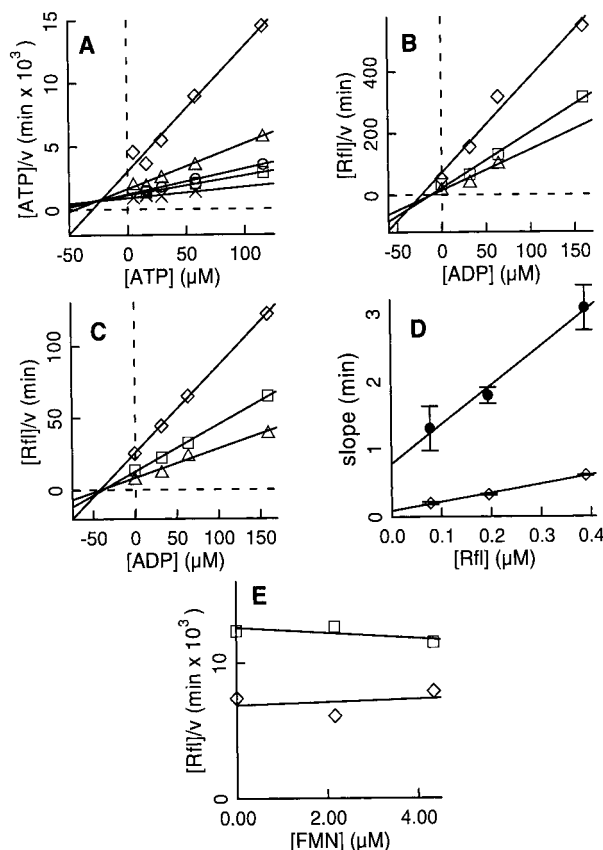 A
[ATP]/v (min x 10³)
15
10
5
0
-50 0 50 100
[ATP] (µM)
B
[Rfl]/v (min)
400
200
0
-50 0 50 100 150
[ADP] (µM)
C
[Rfl]/v (min)
100
50
0
-50 0 50 100 150
[ADP] (µM)
D
slope (min)
3
2
1
0
0.0 0.1 0.2 0.3 0.4
[Rfl] (µM)
E
[Rfl]/v (min x 10³)
10
0
0.00 2.00 4.00
[FMN] (µM)